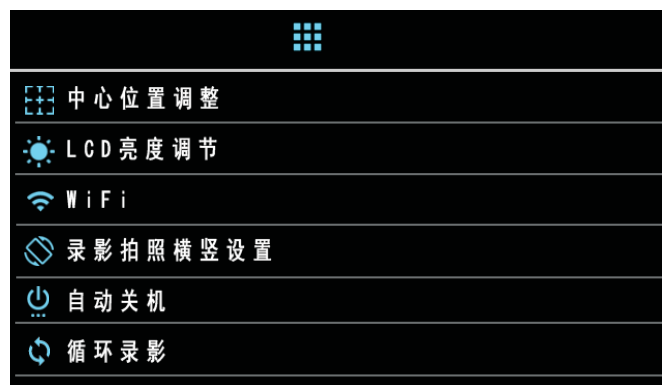 中心位置调整
LCD亮度调节
WiFi
录影拍照横竖设置
自动关机
循环录影